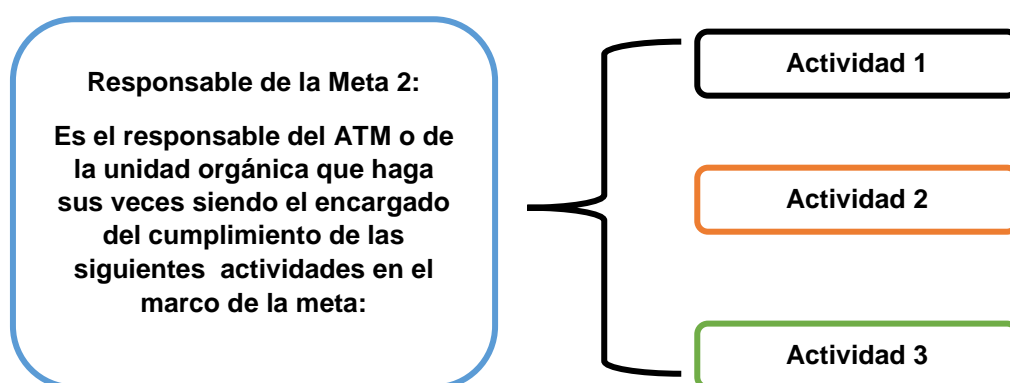 Responsable de la Meta 2:
Es el responsable del ATM o de
la unidad orgánica que haga
sus veces siendo el encargado
del cumplimiento de las
siguientes actividades en el
marco de la meta:
Actividad 1
Actividad 2
Actividad 3